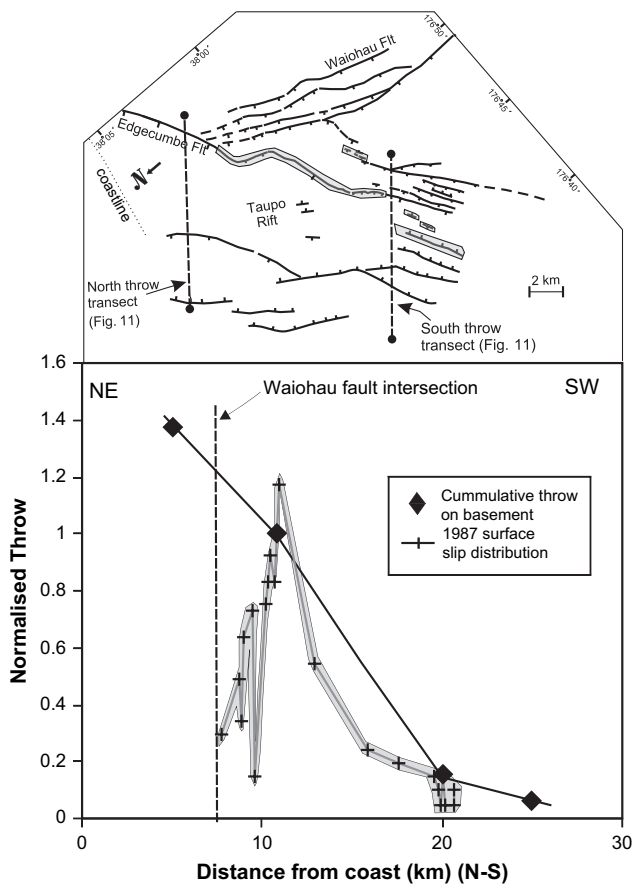 176°50'
38°00'
Waiohau Flt
176°45'
Edgecumbe Flt
38°05'
coastline
N
176°40'
Taupo
Rift
North throw
transect
(Fig. 11)
2 km
South throw
transect (Fig. 11)
NE
Waiohau fault intersection
SW
Cummulative throw
on basement
1987 surface
slip distribution
Normalised Throw
1.6
1.4
1.2
1
0.8
0.6
0.4
0.2
0
0
10
20
30
Distance from coast (km) (N-S)